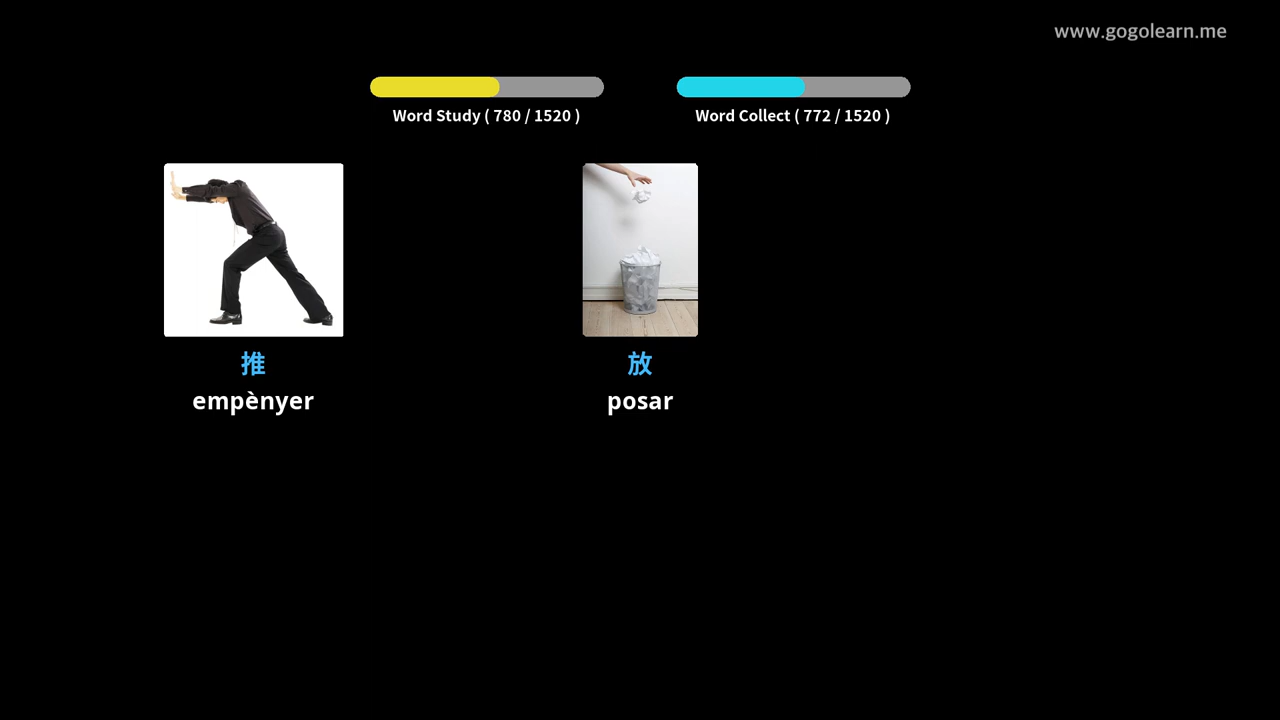 www.gogolearn.me
Word Study ( 780 / 1520 )
Word Collect ( 772 / 1520 )
推
empènyer
放
posar